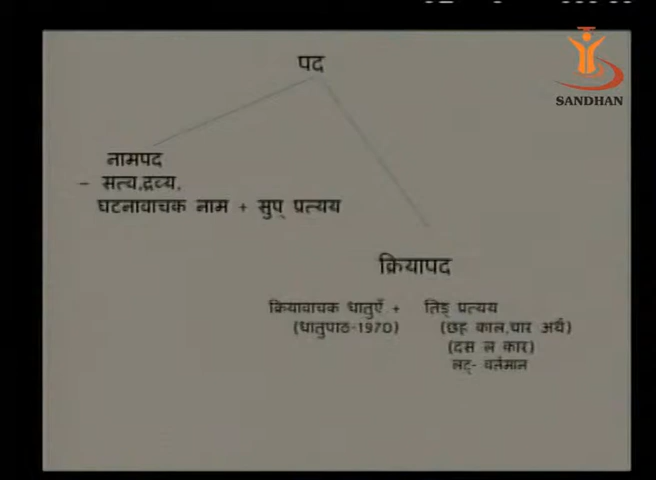 पद
SANDHAN
नामपद
– सत्य,द्रव्य,
घटनावाचक नाम + सुप् प्रत्यय
क्रियापद
क्रियावाचक धातुएँ + तिङ् प्रत्यय
(धातुपाठ-1970) (छह काल,चार अर्थ)
(दस ल कार)
लट्- वर्तमान